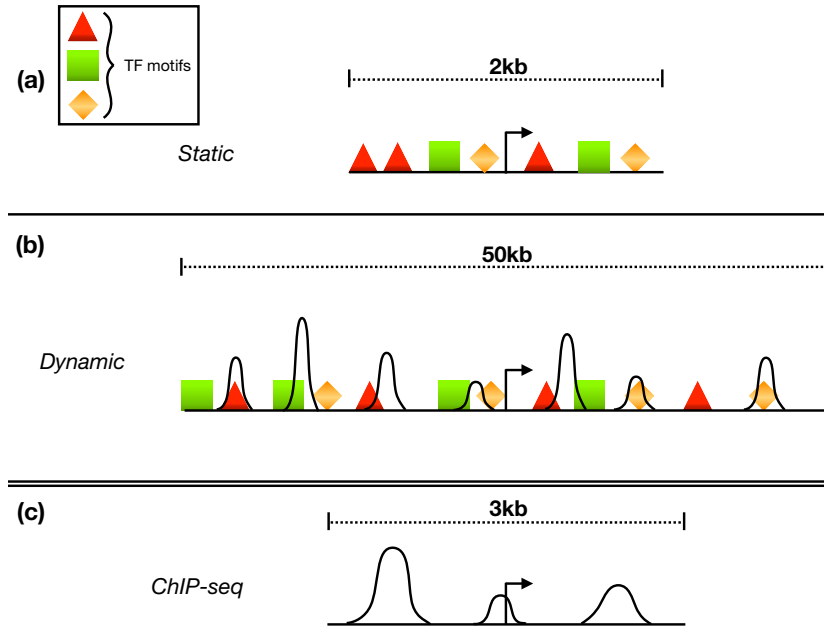 TF motifs
(a)
2kb
Static
(b)
50kb
Dynamic
(c)
3kb
ChIP-seq